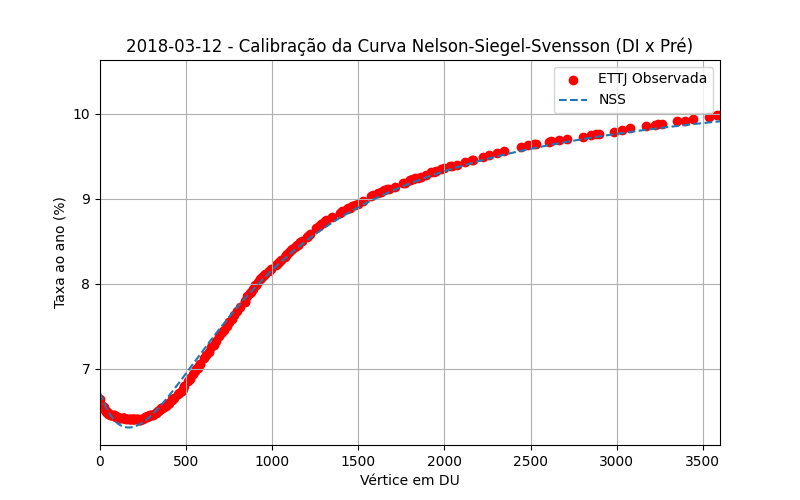 2018-03-12 - Calibração da Curva Nelson-Siegel-Svensson (DI x Pré)
ETTJ Observada
NSS
Taxa ao ano (%)
10
9
8
7
0 500 1000 1500 2000 2500 3000 3500
Vértice em DU